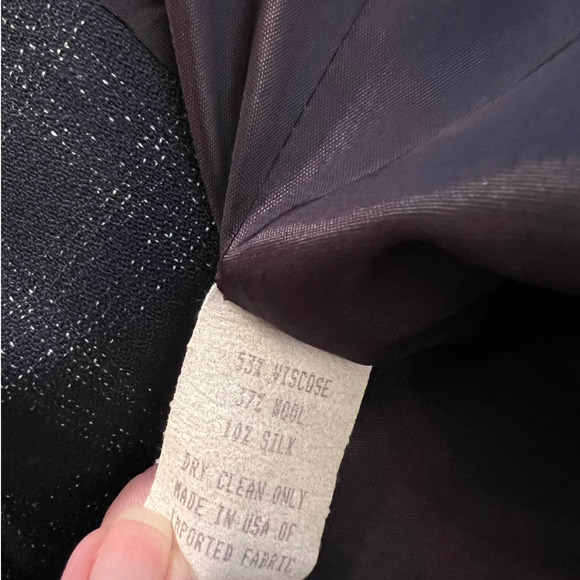 53% VISCOSE
37% WOOL
10% SILK
DRY CLEAN ONLY
MADE IN USA OF
IMPORTED FABRIC